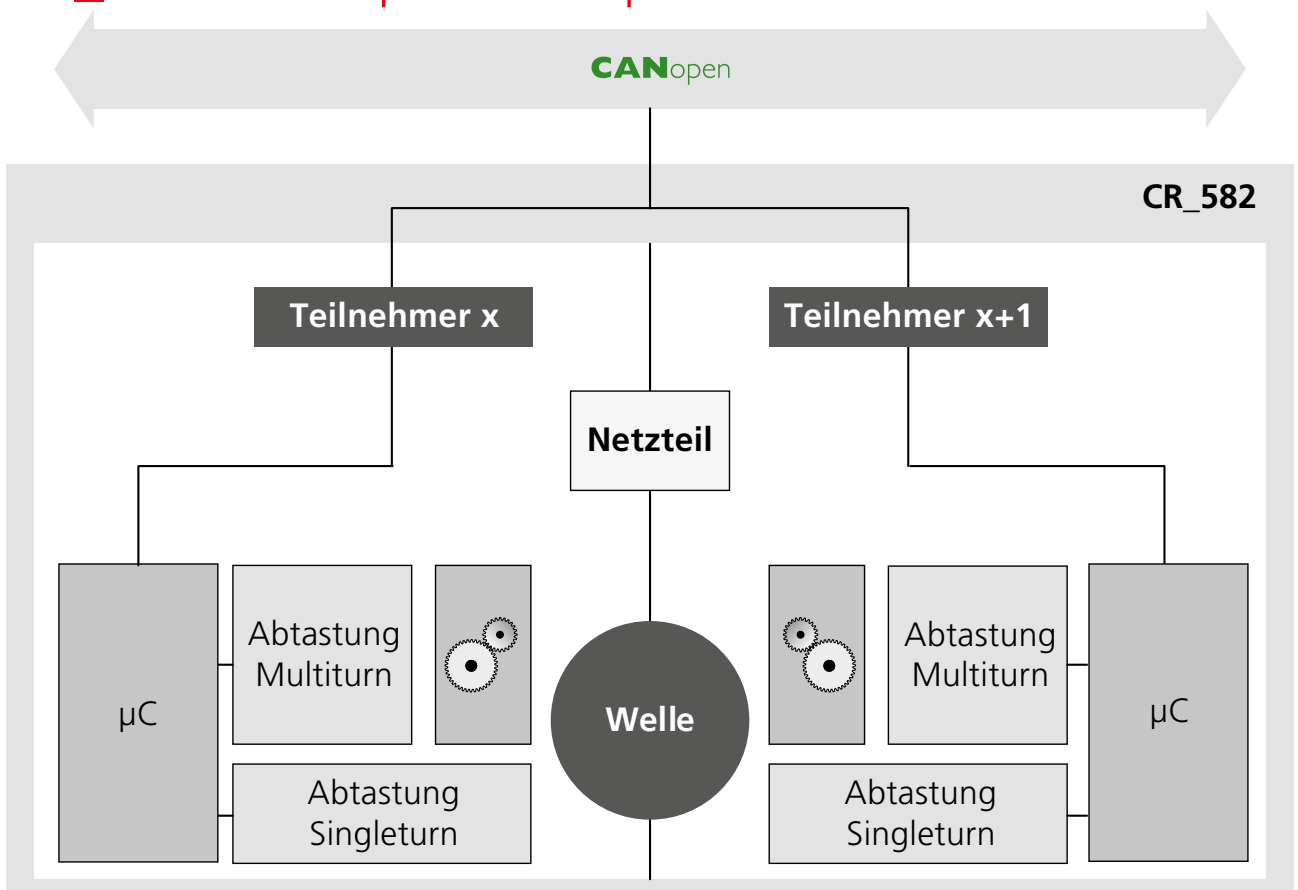 CANopen
CR_582
Teilnehmer x
Teilnehmer x+1
Netzteil
Abtastung
Multiturn
Abtastung
Multiturn
µC
Welle
µC
Abtastung
Singleturn
Abtastung
Singleturn